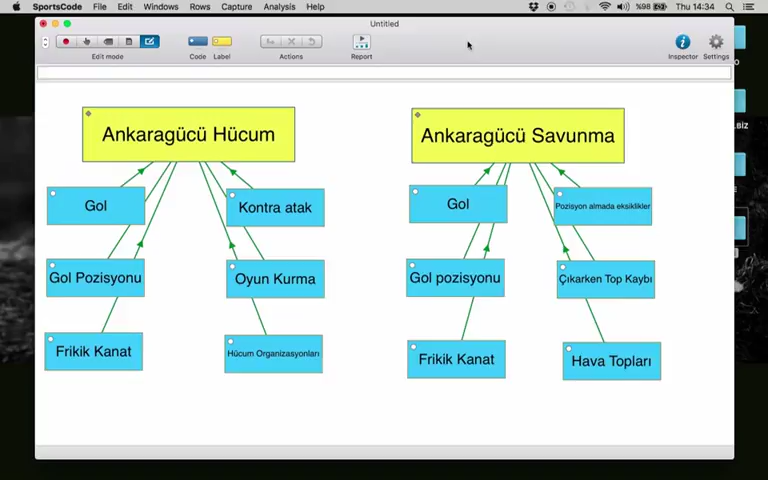 SportsCode File Edit Windows Rows Capture Analysis Help
%98 Thu 14:34
Untitled
Edit mode Code Label Actions Report Inspector Settings
Ankaragücü Hücum
Ankaragücü Savunma
Gol
Kontra atak
Gol
Pozisyon almada eksiklikler
Gol Pozisyonu
Oyun Kurma
Gol pozisyonu
Çıkarken Top Kaybı
Frikik Kanat
Hücum Organizasyonları
Frikik Kanat
Hava Topları